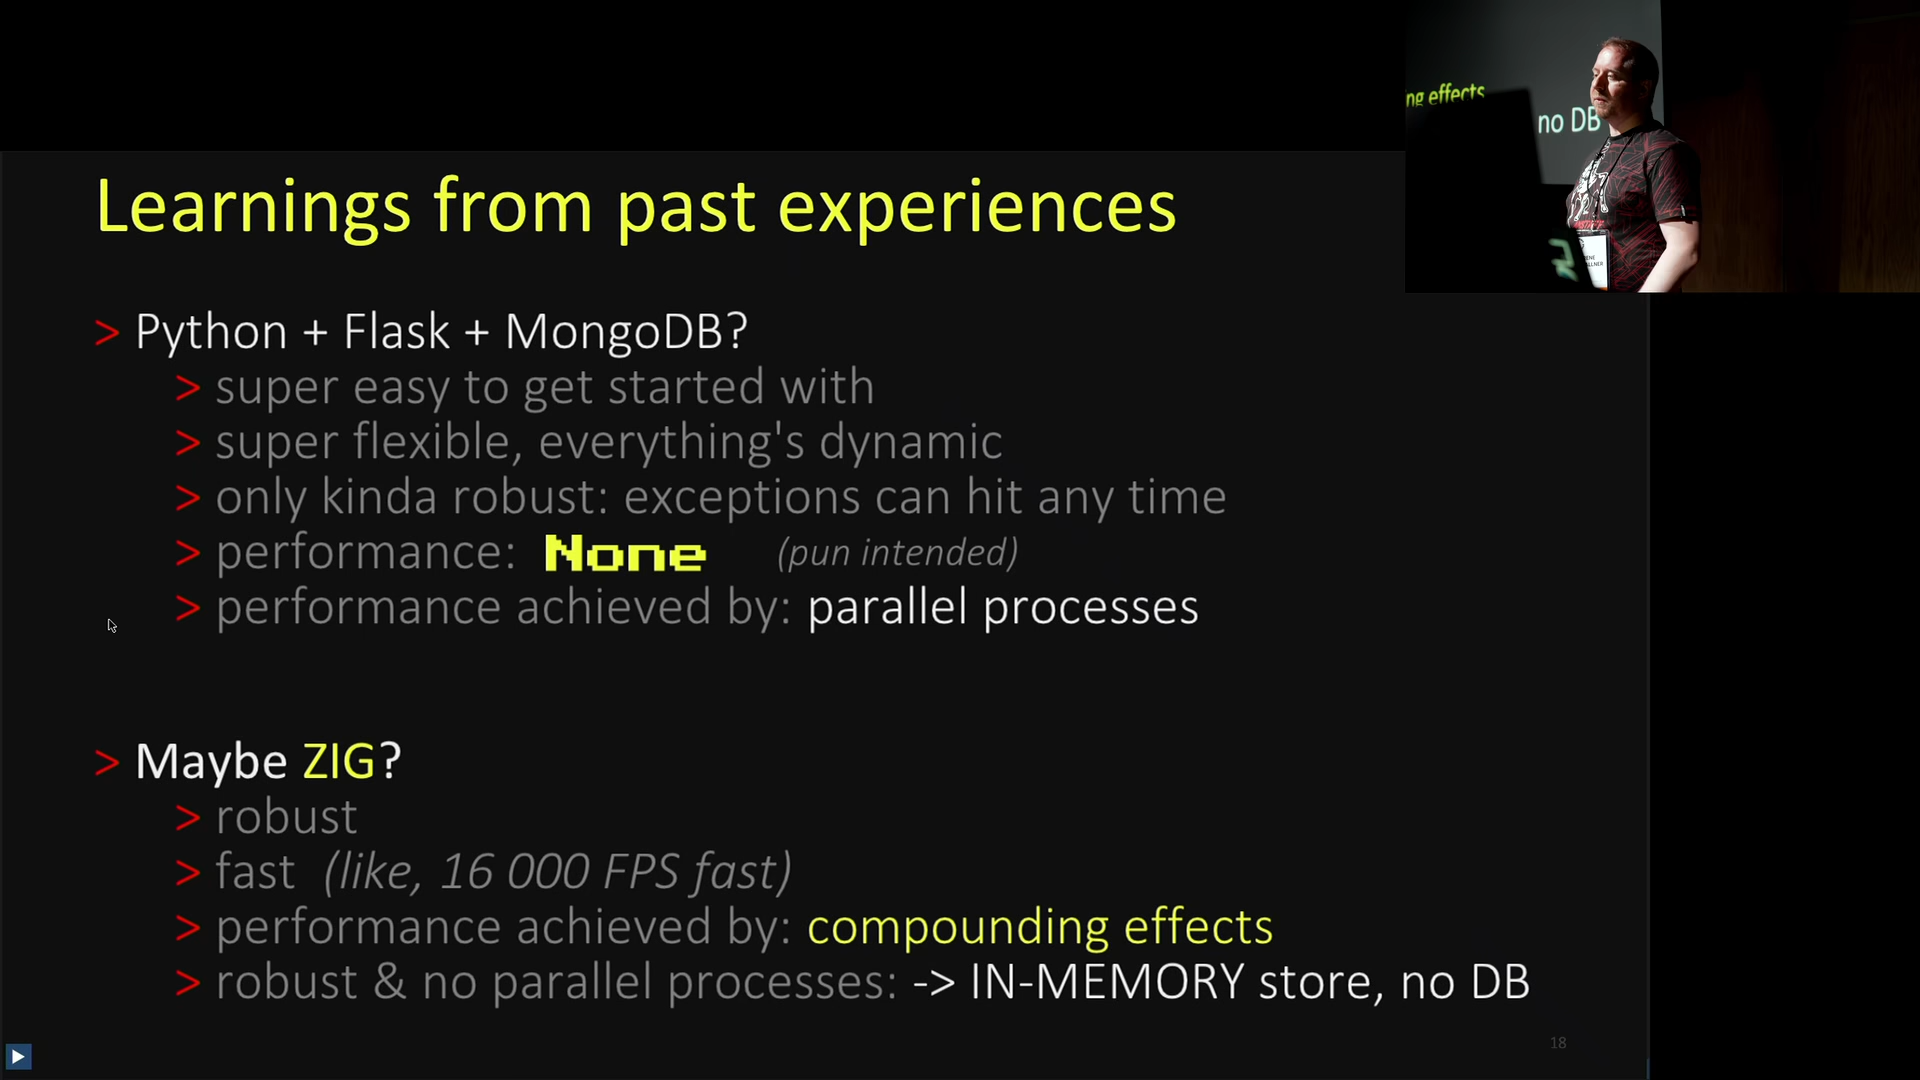 Learnings from past experiences
> Python + Flask + MongoDB?
> super easy to get started with
> super flexible, everything's dynamic
> only kinda robust: exceptions can hit any time
> performance: None (pun intended)
> performance achieved by: parallel processes
> Maybe ZIG?
> robust
> fast (like, 16 000 FPS fast)
> performance achieved by: compounding effects
> robust & no parallel processes: -> IN-MEMORY store, no DB
18
ng effects
no DB